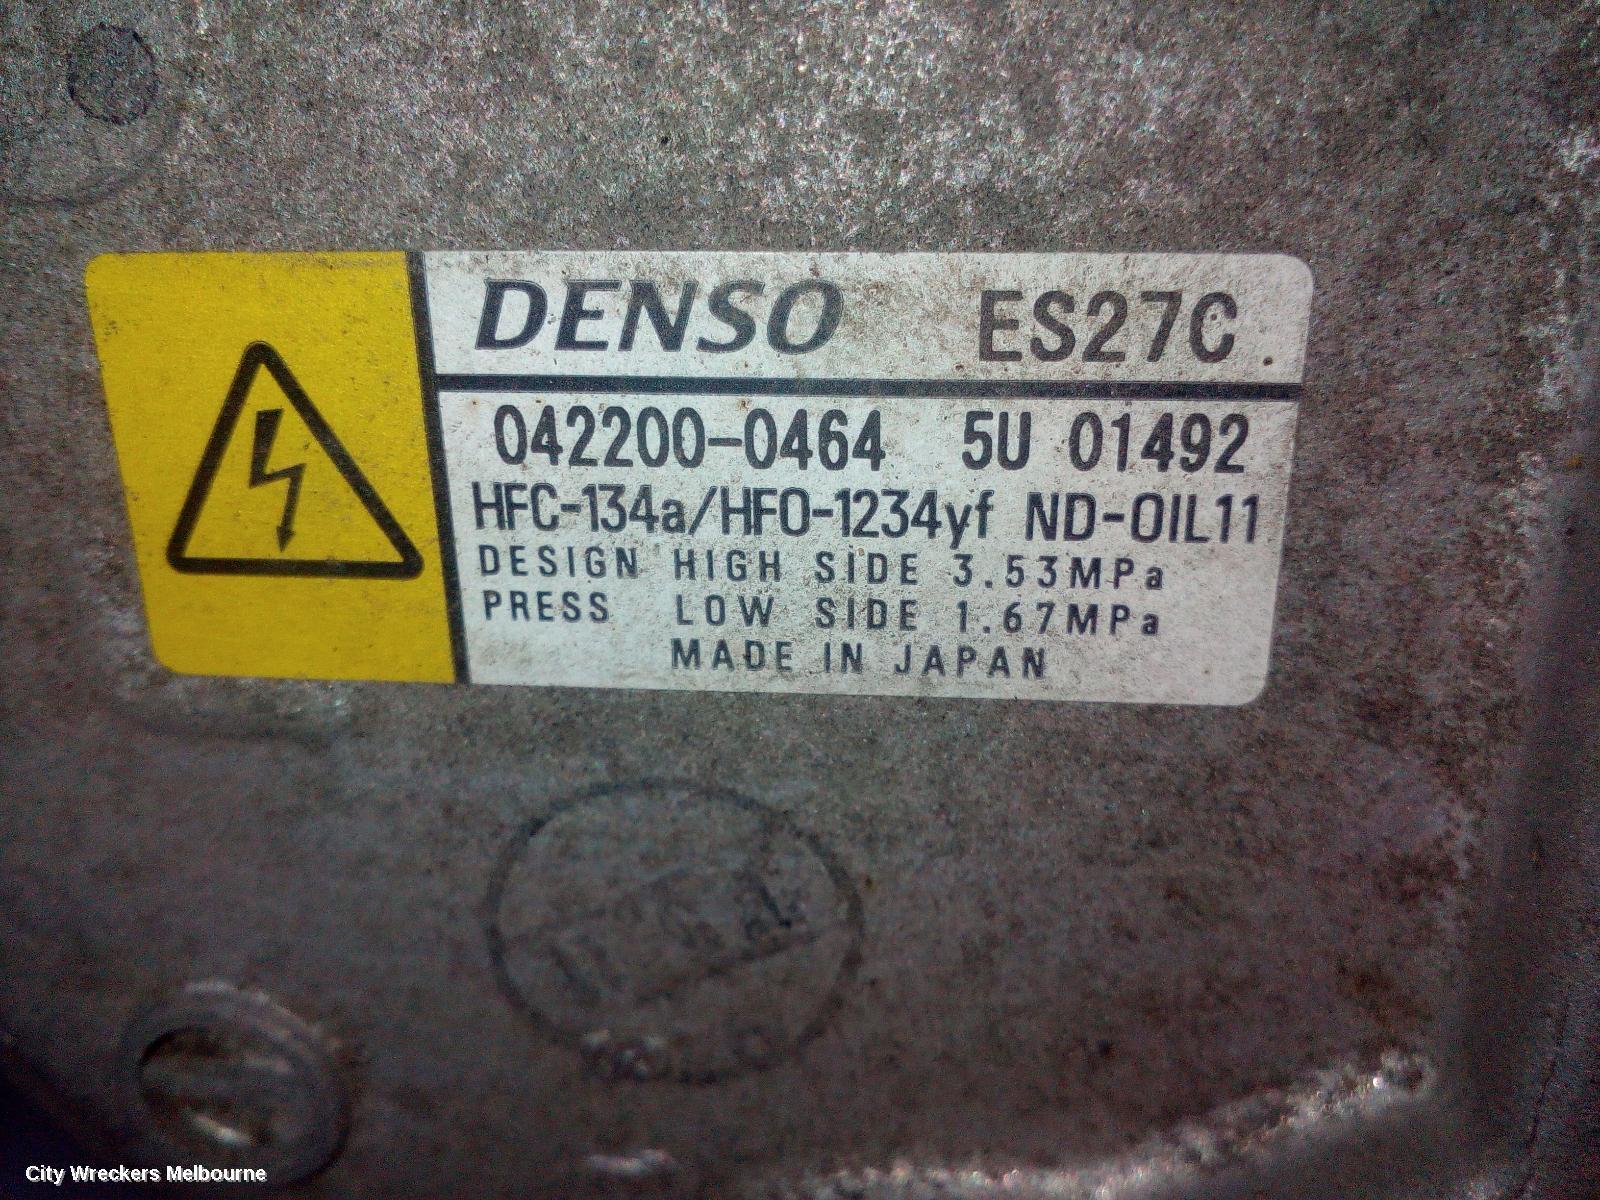 DENSO ES27C
042200-0464 5U 01492
HFC-134a/HFO-1234yf ND-OIL11
DESIGN HIGH SIDE 3.53MPa
PRESS LOW SIDE 1.67MPa
MADE IN JAPAN
City Wreckers Melbourne